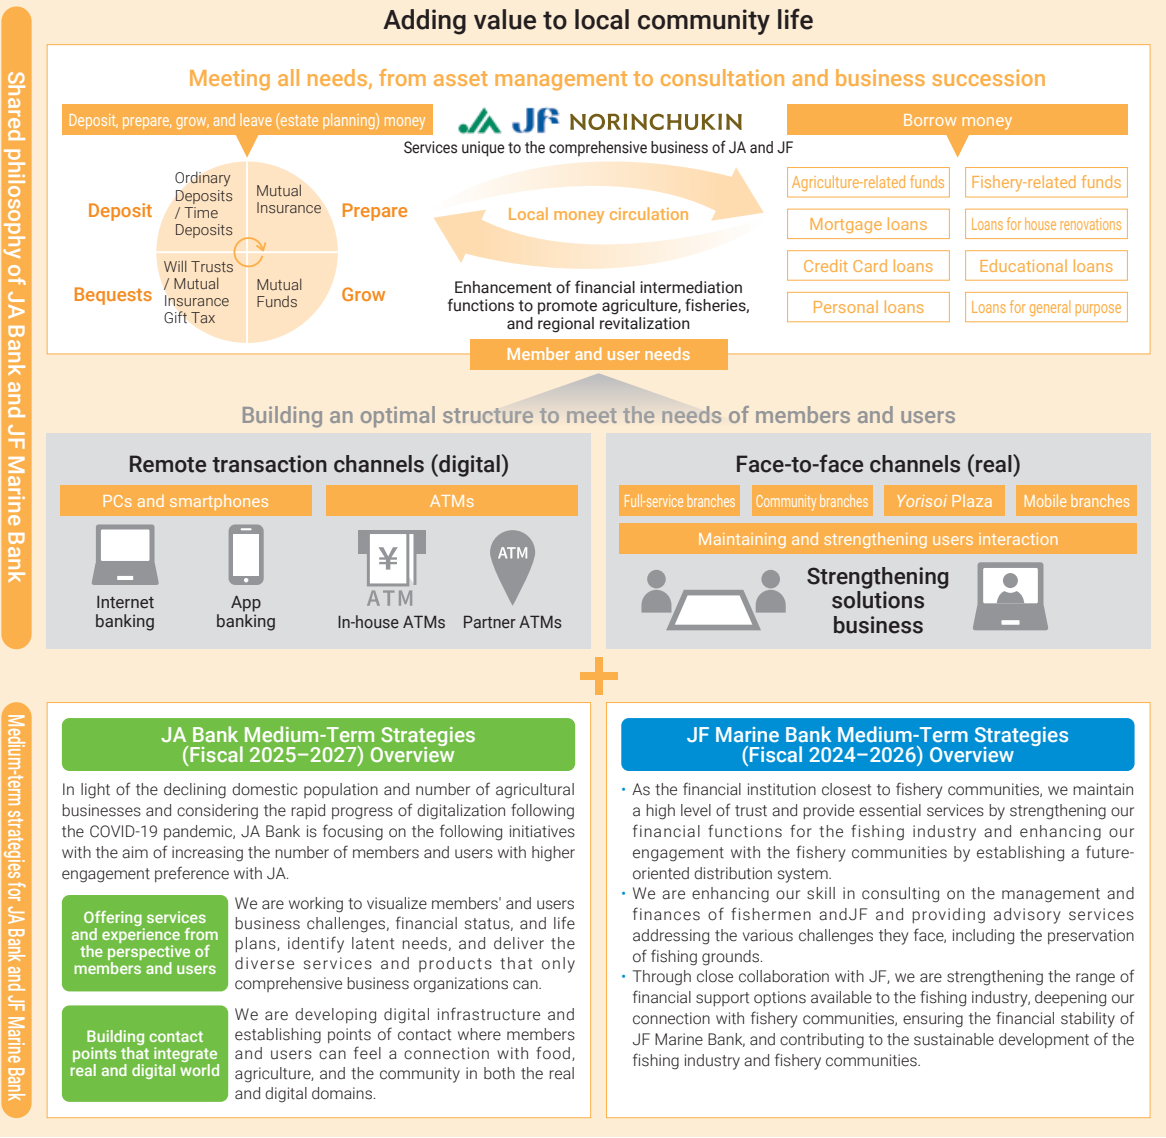 Adding value to local community life
Shared philosophy of JA Bank and JF Marine Bank
Meeting all needs, from asset management to consultation and business succession
Deposit, prepare, grow, and leave (estate planning) money
Deposit
Ordinary
Deposits
/ Time
Deposits
Mutual
Insurance
Prepare
Bequests
Will Trusts
/ Mutual
Insurance
Gift Tax
Mutual
Funds
Grow
JF NORINCHUKIN
Services unique to the comprehensive business of JA and JF
Local money circulation
Enhancement of financial intermediation
functions to promote agriculture, fisheries,
and regional revitalization
Borrow money
Agriculture-related funds
Fishery-related funds
Mortgage loans
Loans for house renovations
Credit Card loans
Educational loans
Personal loans
Loans for general purpose
Member and user needs
Building an optimal structure to meet the needs of members and users
Remote transaction channels (digital)
PCs and smartphones
ATMs
Internet
banking
App
banking
¥
ATM
In-house ATMs
ATM
Partner ATMs
Face-to-face channels (real)
Full-service branches
Community branches
Yorisoi Plaza
Mobile branches
Maintaining and strengthening users interaction
Strengthening
solutions
business
Medium-term strategies for JA Bank and JF Marine Bank
JA Bank Medium-Term Strategies
(Fiscal 2025–2027) Overview
In light of the declining domestic population and number of agricultural
businesses and considering the rapid progress of digitalization following
the COVID-19 pandemic, JA Bank is focusing on the following initiatives
with the aim of increasing the number of members and users with higher
engagement preference with JA.
Offering services
and experience from
the perspective of
members and users
We are working to visualize members' and users
business challenges, financial status, and life
plans, identify latent needs, and deliver the
diverse services and products that only
comprehensive business organizations can.
Building contact
points that integrate
real and digital world
We are developing digital infrastructure and
establishing points of contact where members
and users can feel a connection with food,
agriculture, and the community in both the real
and digital domains.
JF Marine Bank Medium-Term Strategies
(Fiscal 2024–2026) Overview
• As the financial institution closest to fishery communities, we maintain
a high level of trust and provide essential services by strengthening our
financial functions for the fishing industry and enhancing our
engagement with the fishery communities by establishing a future-
oriented distribution system.
• We are enhancing our skill in consulting on the management and
finances of fishermen andJF and providing advisory services
addressing the various challenges they face, including the preservation
of fishing grounds.
• Through close collaboration with JF, we are strengthening the range of
financial support options available to the fishing industry, deepening our
connection with fishery communities, ensuring the financial stability of
JF Marine Bank, and contributing to the sustainable development of the
fishing industry and fishery communities.